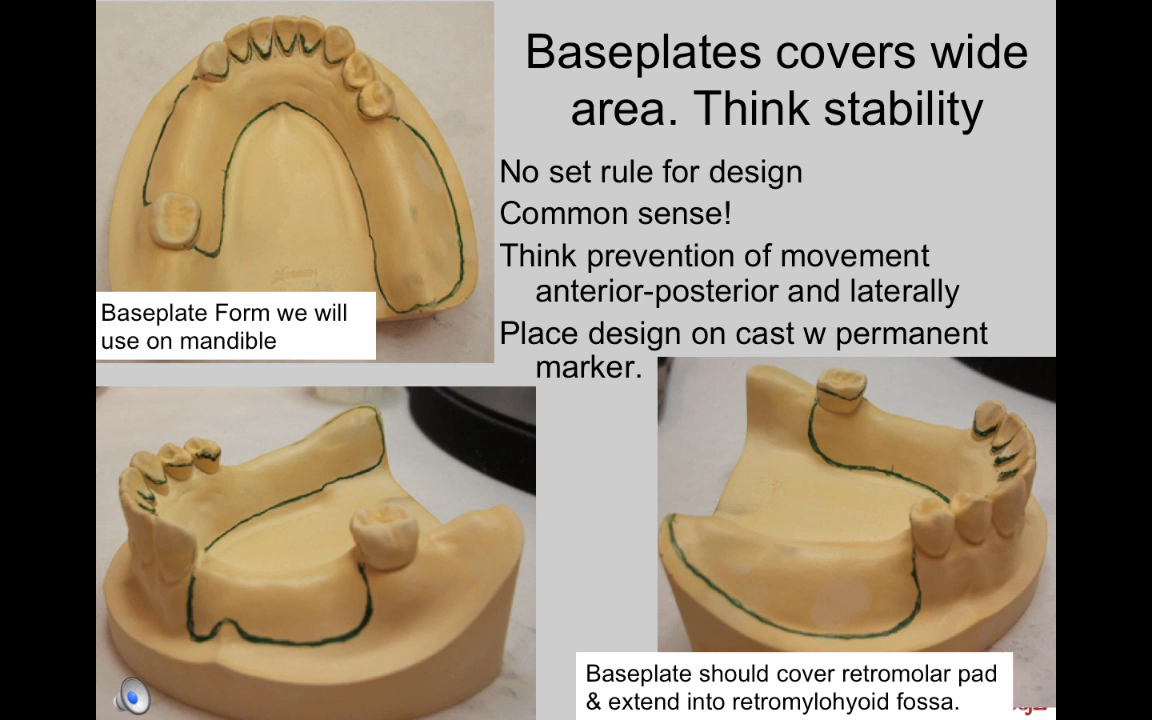 Baseplates covers wide
area. Think stability
No set rule for design
Common sense!
Think prevention of movement
anterior-posterior and laterally
Place design on cast w permanent
marker.
Baseplate Form we will
use on mandible
Baseplate should cover retromolar pad
& extend into retromylohyoid fossa.